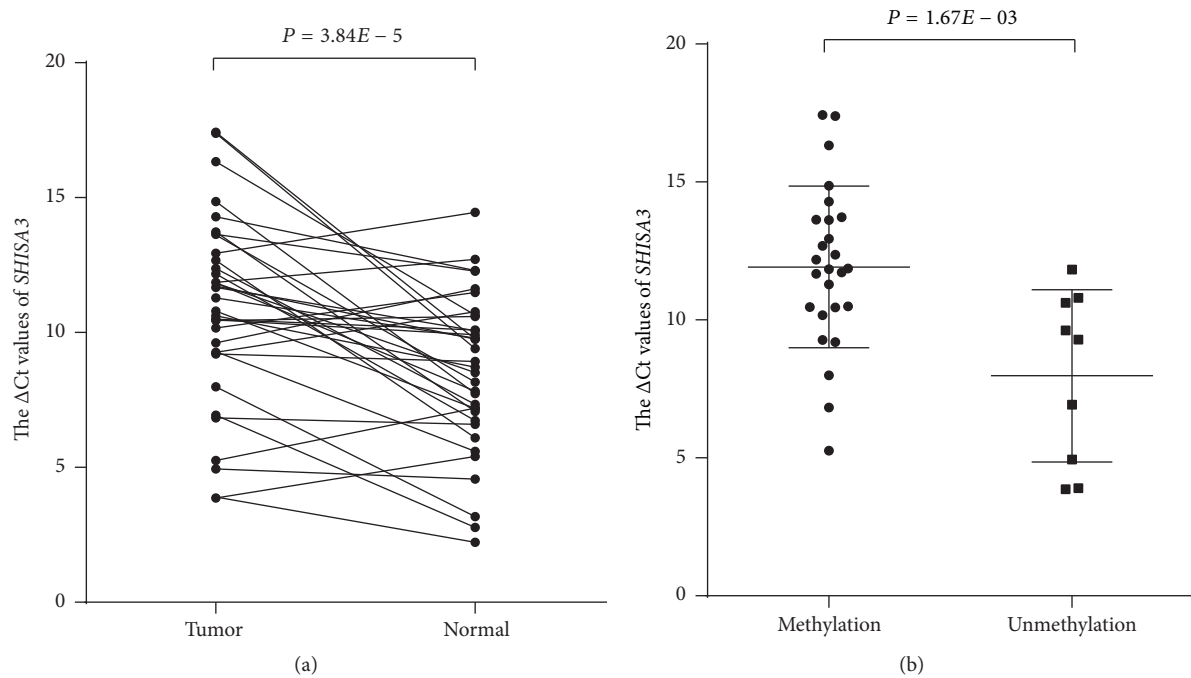 P = 3.84E − 5
20
15
10
5
0
The ΔCt values of SHISA3
Tumor
Normal
(a)
P = 1.67E − 03
20
15
10
5
0
The ΔCt values of SHISA3
Methylation
Unmethylation
(b)